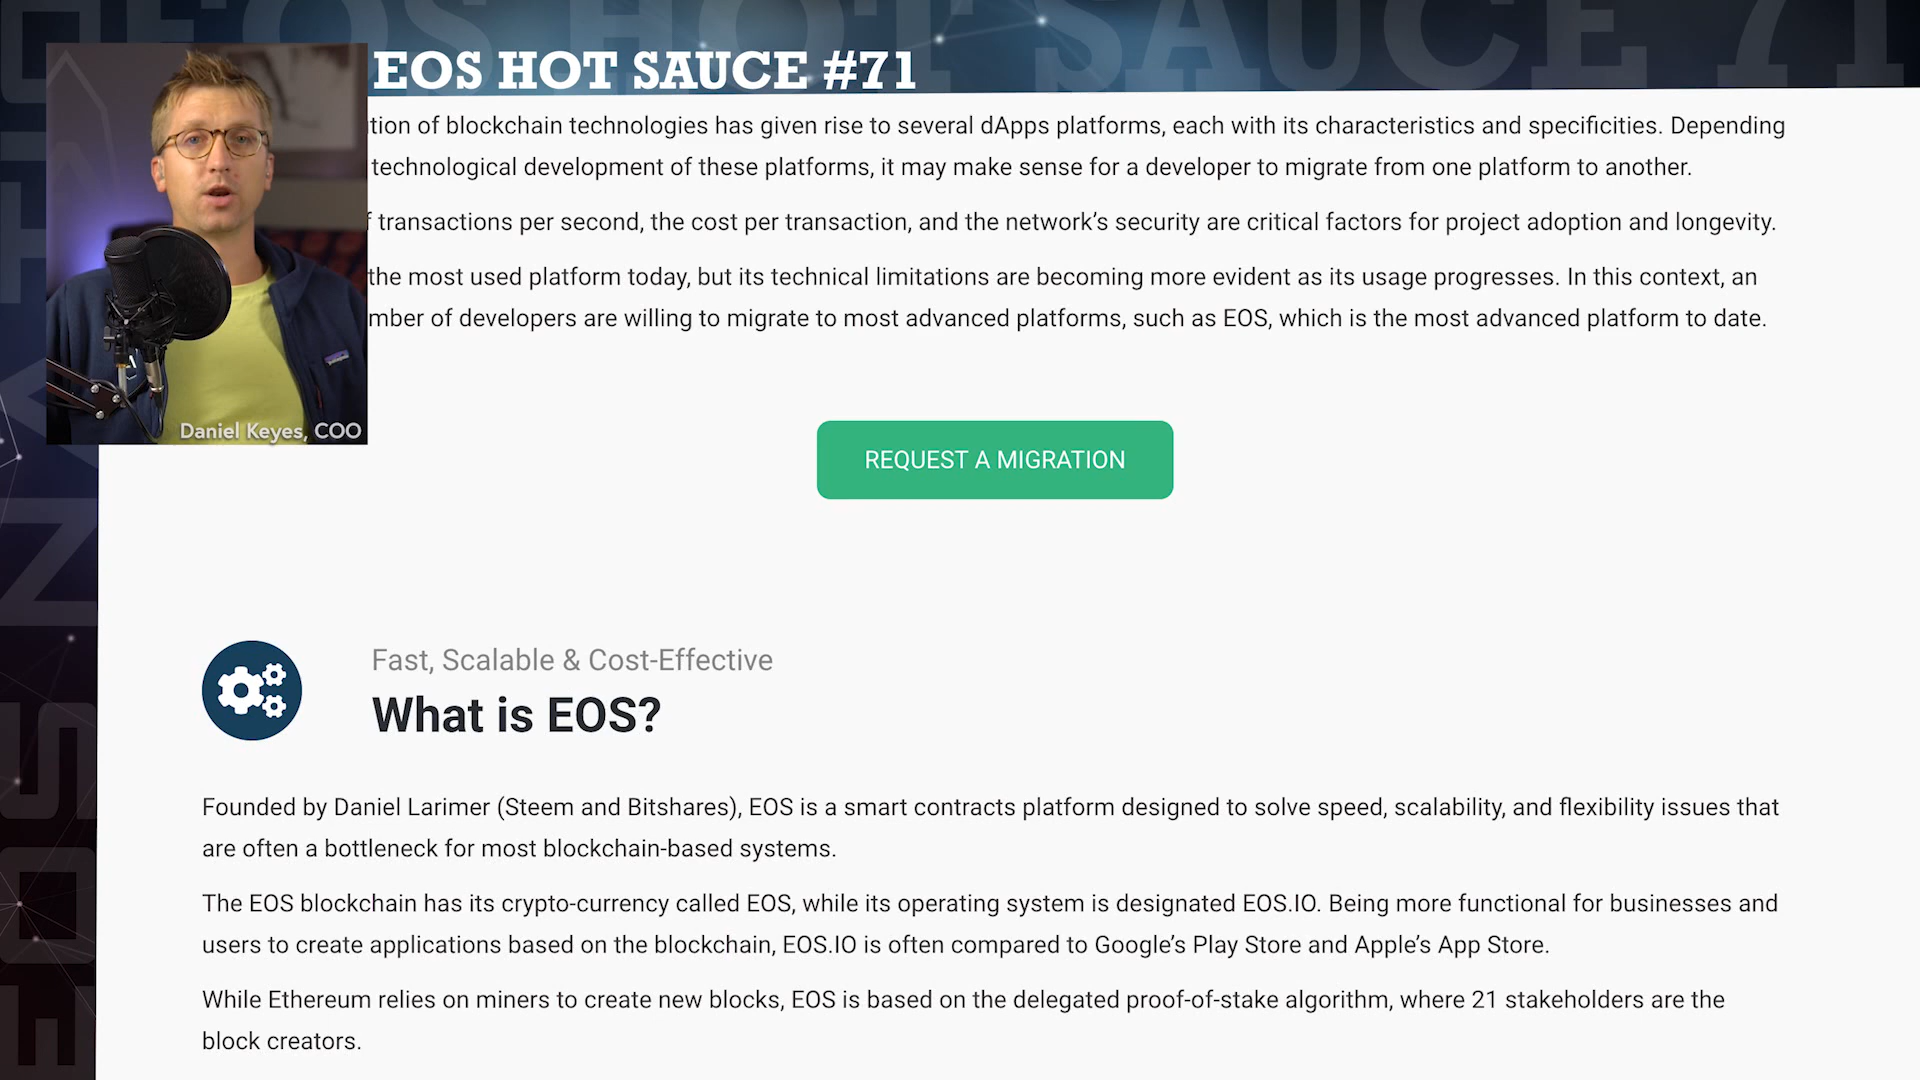 EOS HOT SAUCE 71
EOS HOT SAUCE #71
tion of blockchain technologies has given rise to several dApps platforms, each with its characteristics and specificities. Depending
technological development of these platforms, it may make sense for a developer to migrate from one platform to another.
f transactions per second, the cost per transaction, and the network’s security are critical factors for project adoption and longevity.
the most used platform today, but its technical limitations are becoming more evident as its usage progresses. In this context, an
mber of developers are willing to migrate to most advanced platforms, such as EOS, which is the most advanced platform to date.
Daniel Keyes, COO
REQUEST A MIGRATION
Fast, Scalable & Cost-Effective
What is EOS?
Founded by Daniel Larimer (Steem and Bitshares), EOS is a smart contracts platform designed to solve speed, scalability, and flexibility issues that
are often a bottleneck for most blockchain-based systems.
The EOS blockchain has its crypto-currency called EOS, while its operating system is designated EOS.IO. Being more functional for businesses and
users to create applications based on the blockchain, EOS.IO is often compared to Google’s Play Store and Apple’s App Store.
While Ethereum relies on miners to create new blocks, EOS is based on the delegated proof-of-stake algorithm, where 21 stakeholders are the
block creators.